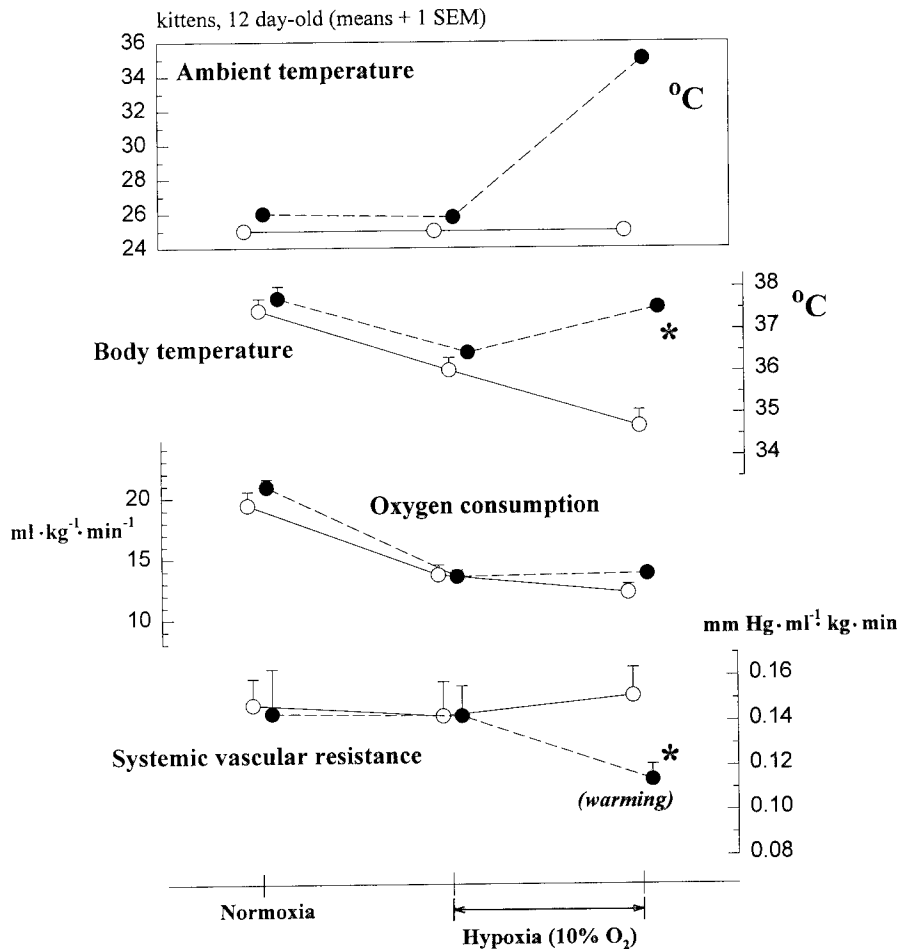 kittens, 12 day-old (means + 1 SEM)
36
34
32
30
28
26
24
Ambient temperature
°C
38
37
36
35
34
°C
*
Body temperature
20
15
10
ml·kg⁻¹·min⁻¹
Oxygen consumption
mm Hg·ml⁻¹·kg·min
0.16
0.14
0.12
0.10
0.08
Systemic vascular resistance
*
(warming)
Normoxia
Hypoxia (10% O₂)